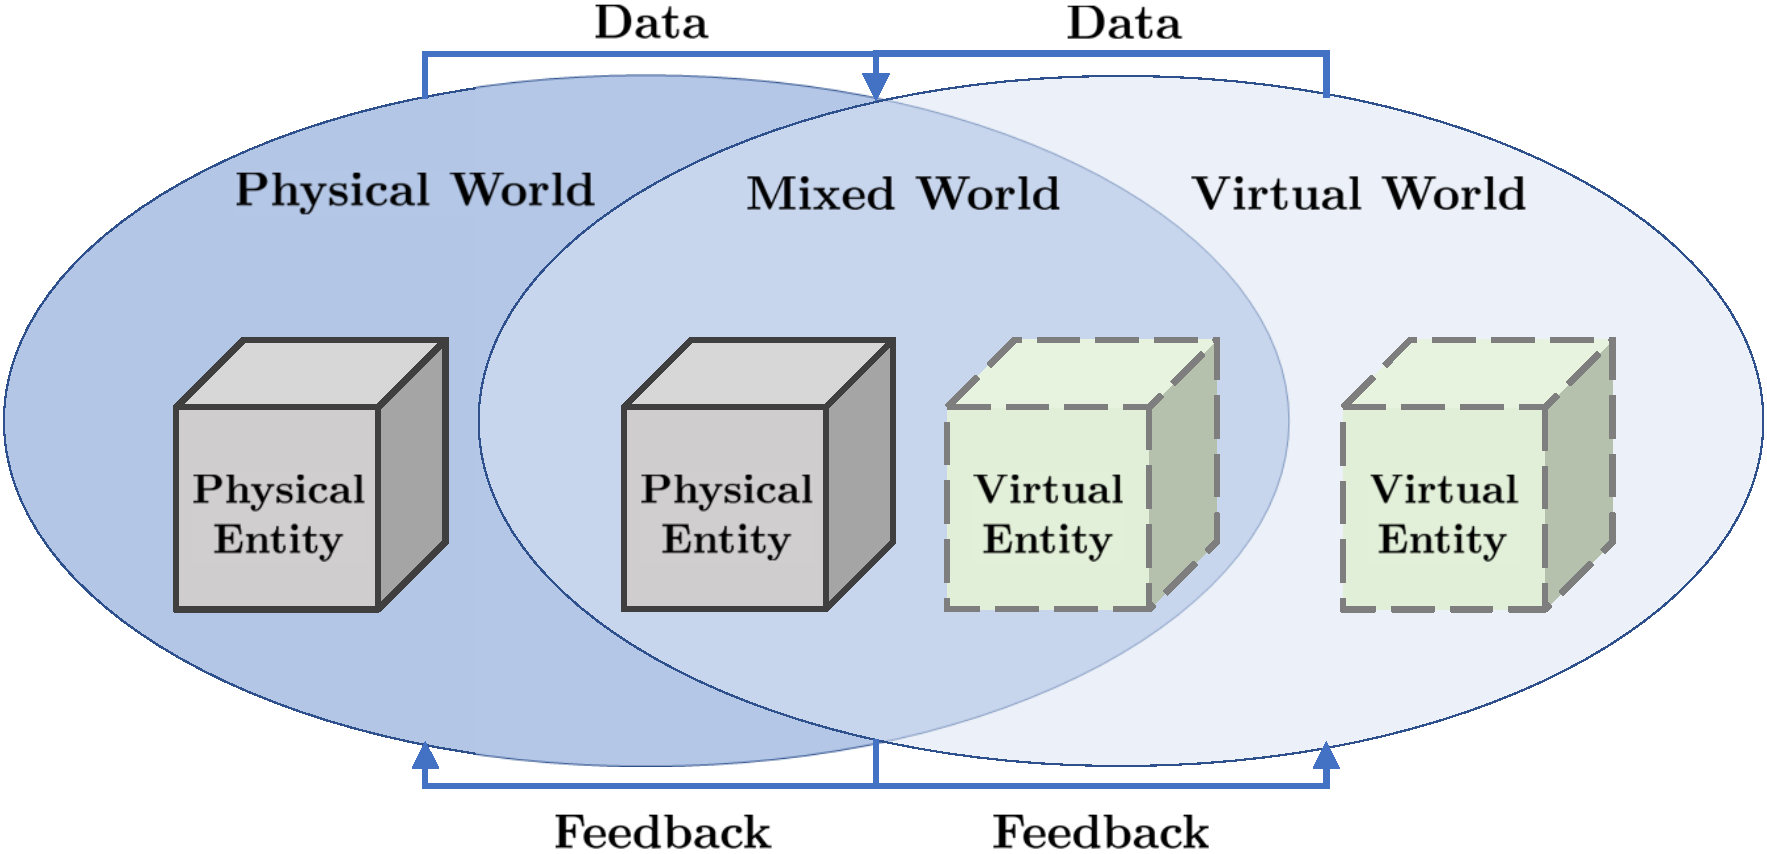 Data
Data
Physical World
Mixed World
Virtual World
Physical
Entity
Physical
Entity
Virtual
Entity
Virtual
Entity
Feedback
Feedback